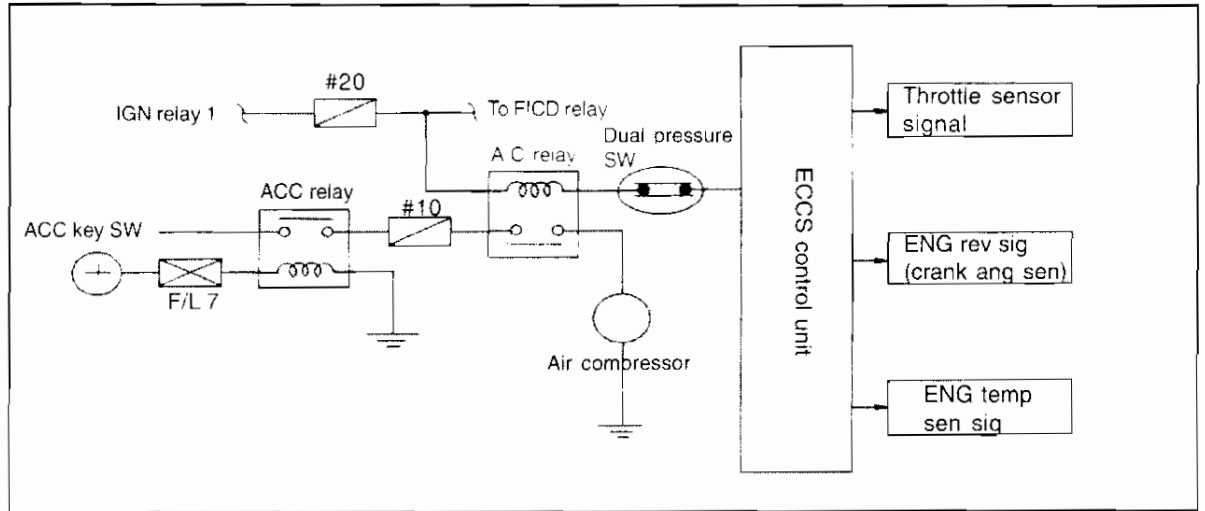 #20
IGN relay 1
To FICD relay
Dual pressure
SW
A C relay
ACC relay
#10
ACC key SW
F/L 7
Air compressor
ECCS control unit
Throttle sensor
signal
ENG rev sig
(crank ang sen)
ENG temp
sen sig